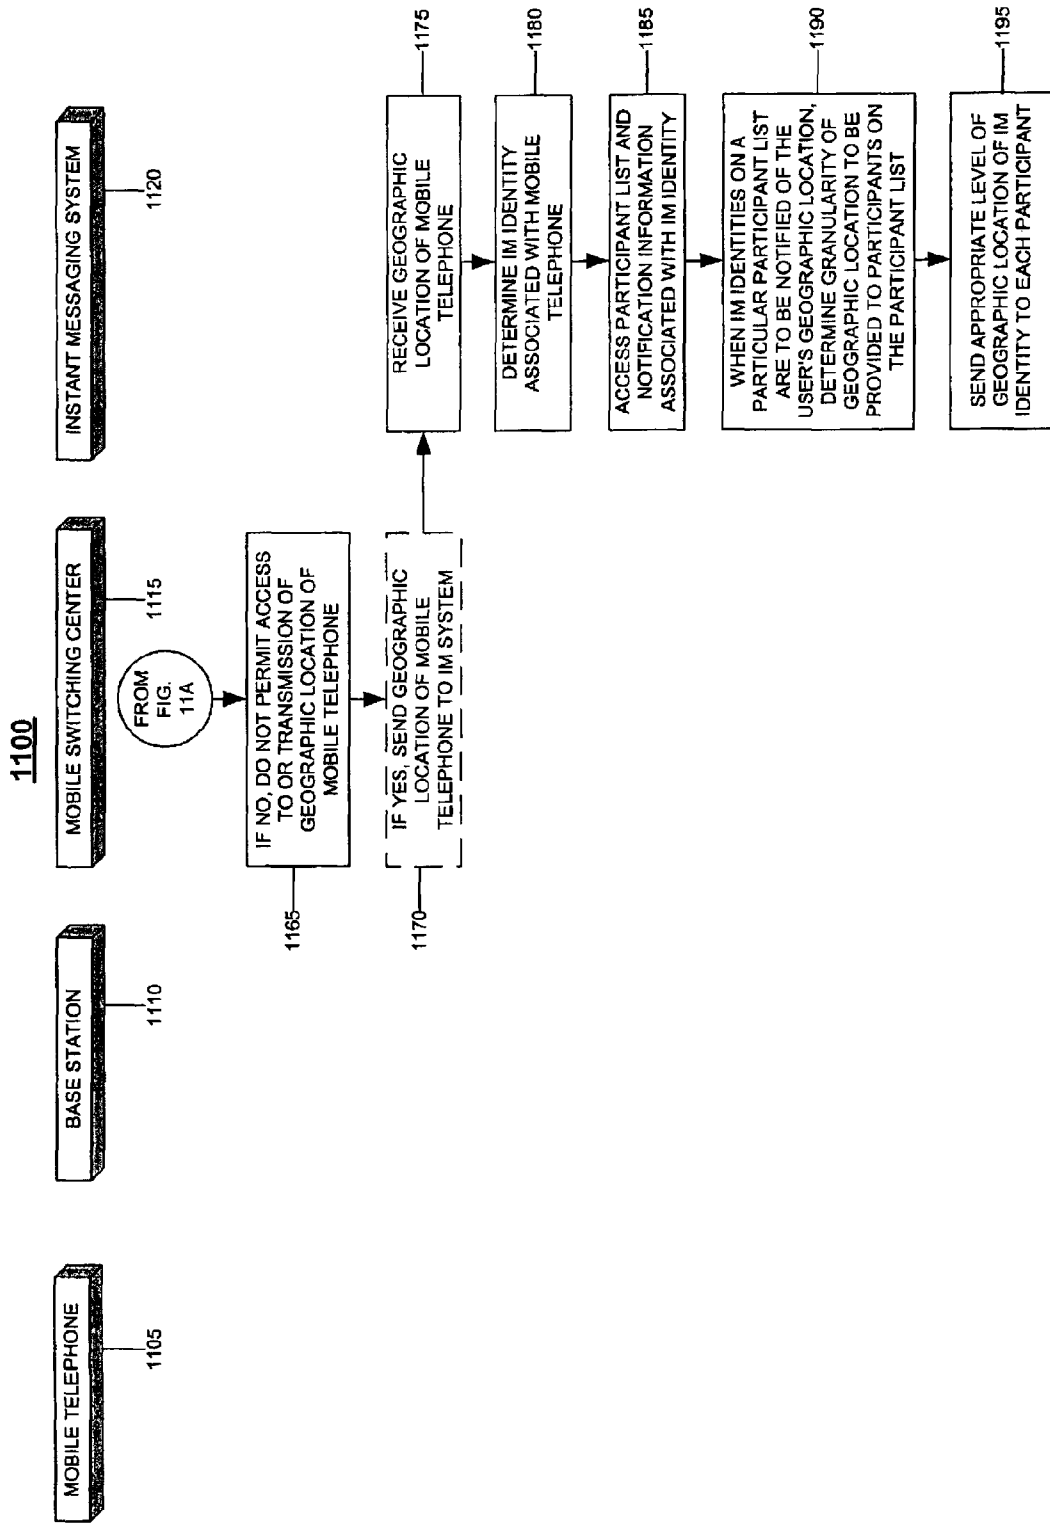 1100
MOBILE TELEPHONE
1105
BASE STATION
1110
MOBILE SWITCHING CENTER
1115
INSTANT MESSAGING SYSTEM
1120
FROM
FIG.
11A
IF NO, DO NOT PERMIT ACCESS
TO OR TRANSMISSION OF
GEOGRAPHIC LOCATION OF
MOBILE TELEPHONE
1165
IF YES, SEND GEOGRAPHIC
LOCATION OF MOBILE
TELEPHONE TO IM SYSTEM
1170
RECEIVE GEOGRAPHIC
LOCATION OF MOBILE
TELEPHONE
1175
DETERMINE IM IDENTITY
ASSOCIATED WITH MOBILE
TELEPHONE
1180
ACCESS PARTICIPANT LIST AND
NOTIFICATION INFORMATION
ASSOCIATED WITH IM IDENTITY
1185
WHEN IM IDENTITIES ON A
PARTICULAR PARTICIPANT LIST
ARE TO BE NOTIFIED OF THE
USER'S GEOGRAPHIC LOCATION,
DETERMINE GRANULARITY OF
GEOGRAPHIC LOCATION TO BE
PROVIDED TO PARTICIPANTS ON
THE PARTICIPANT LIST
1190
SEND APPROPRIATE LEVEL OF
GEOGRAPHIC LOCATION OF IM
IDENTITY TO EACH PARTICIPANT
1195